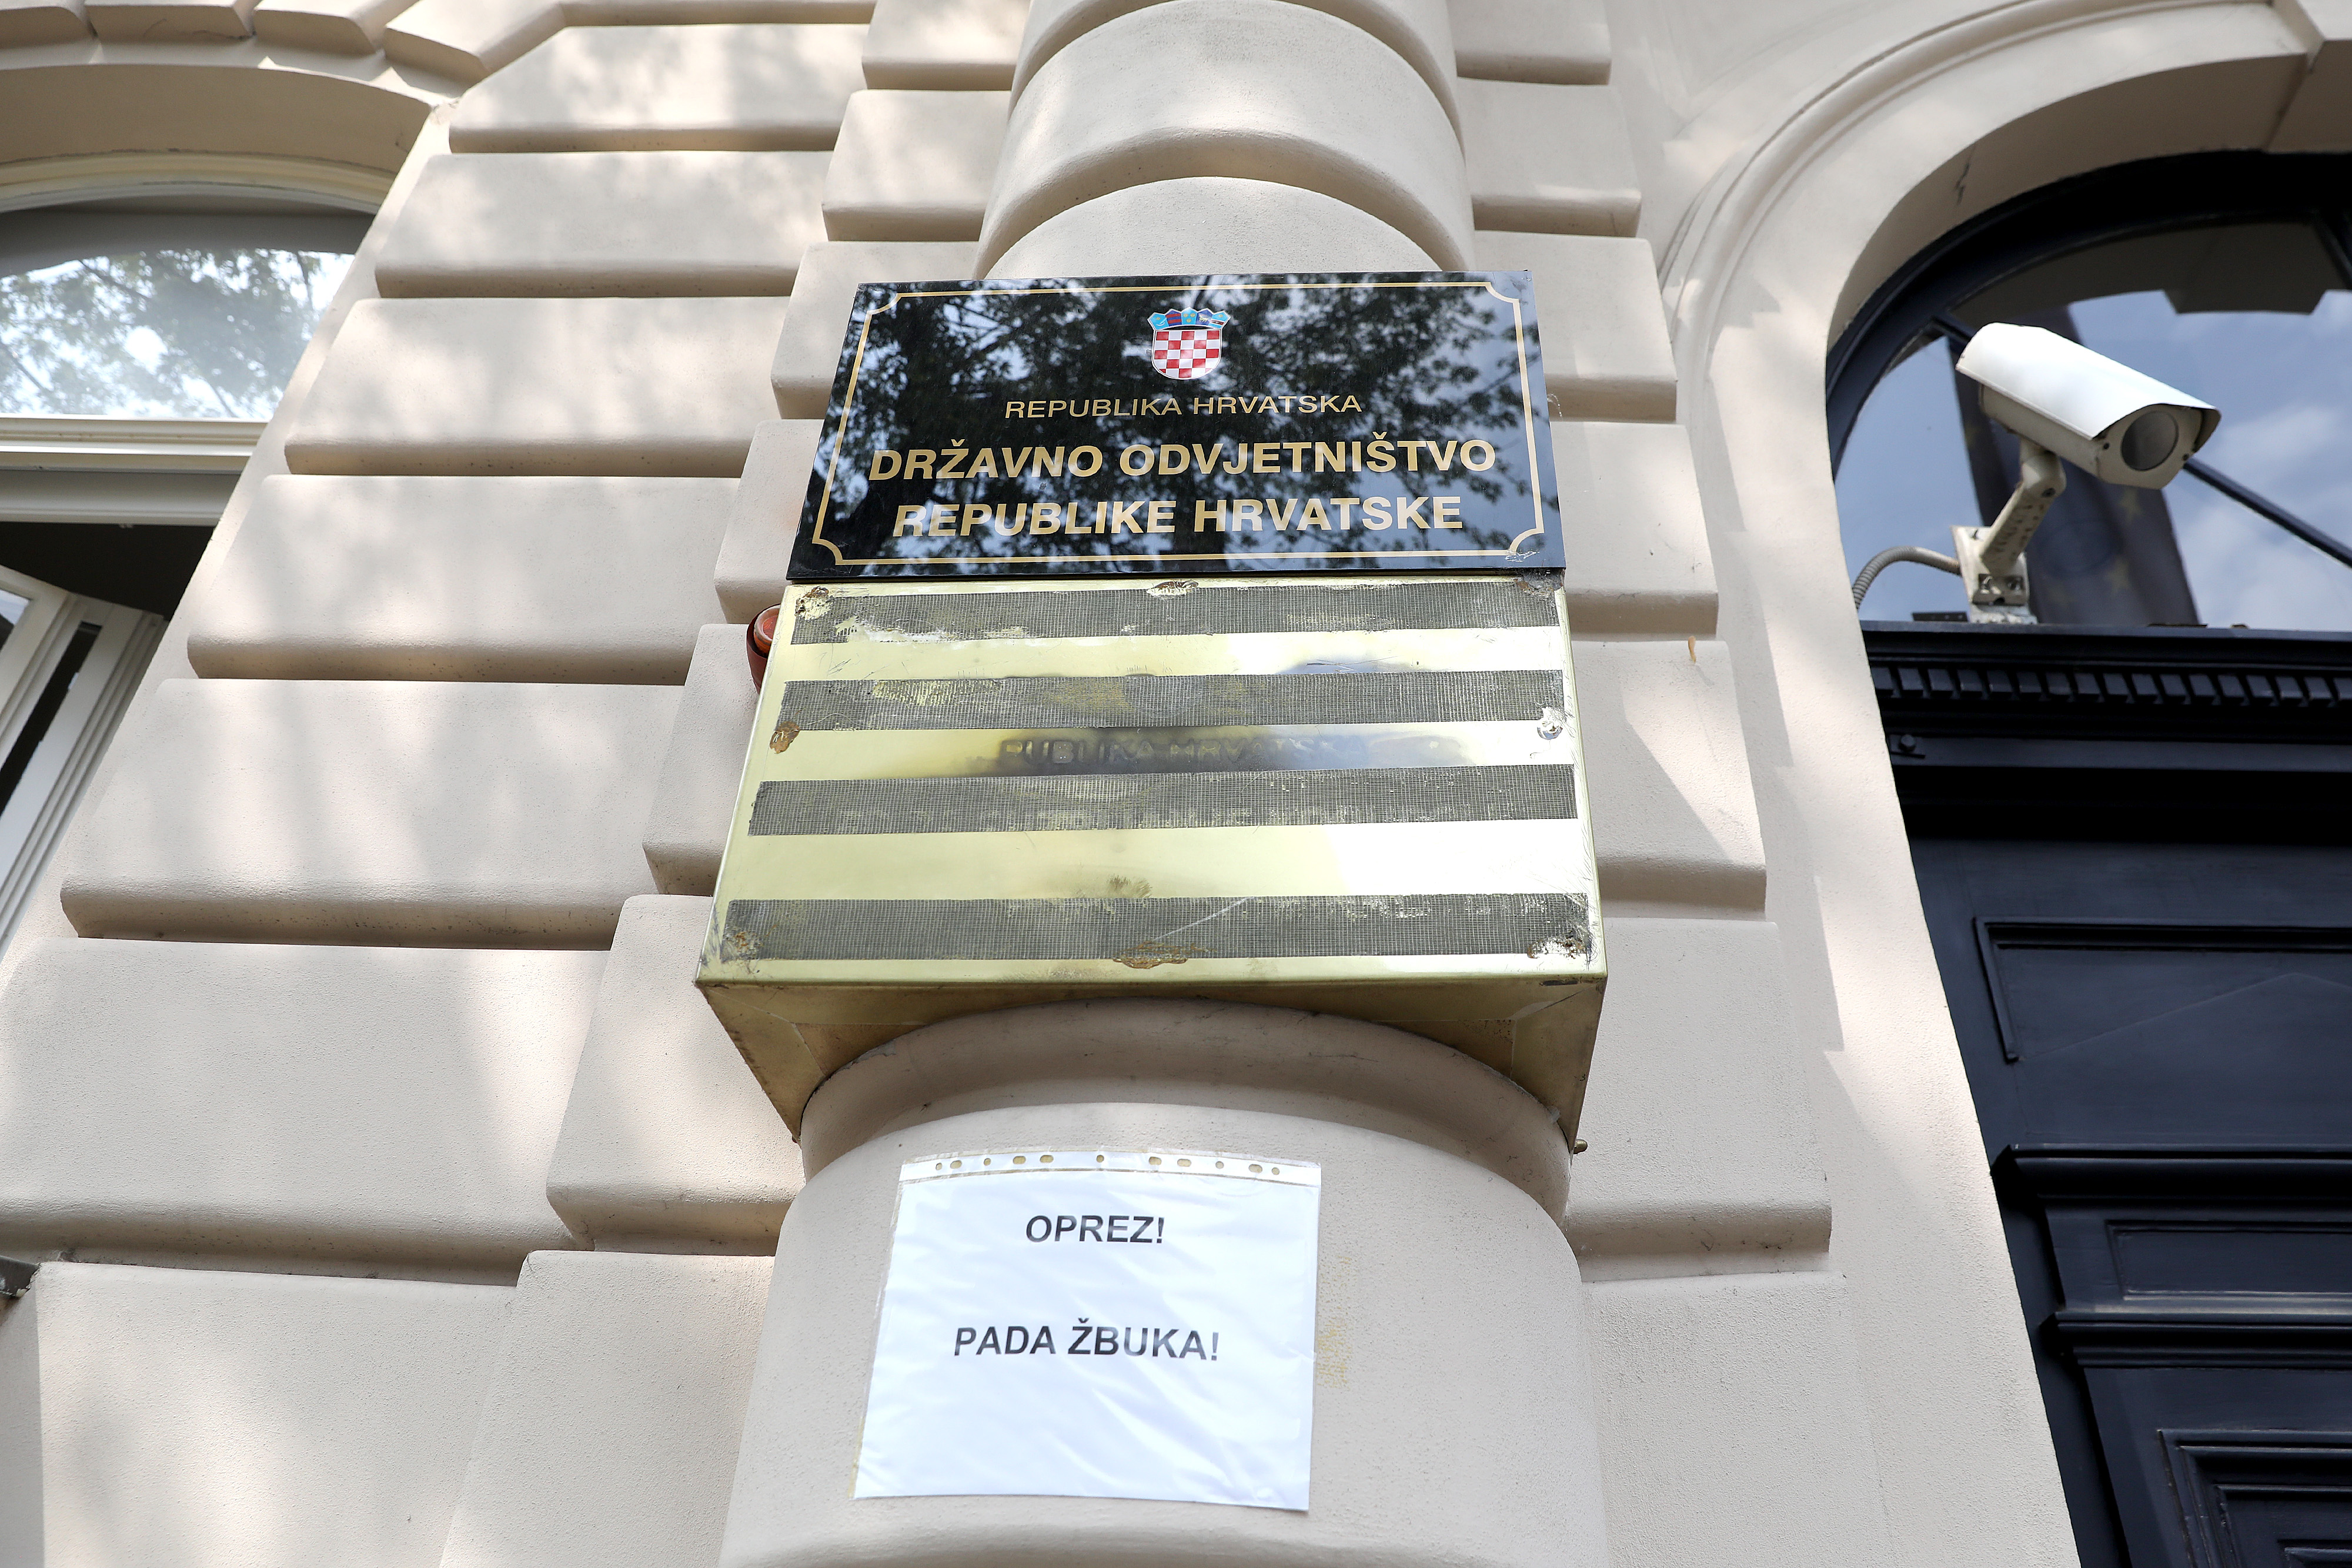 REPUBLIKA HRVATSKA
DRŽAVNO ODVJETNIŠTVO
REPUBLIKE HRVATSKE
OPREZ!
PADA ŽBUKA!